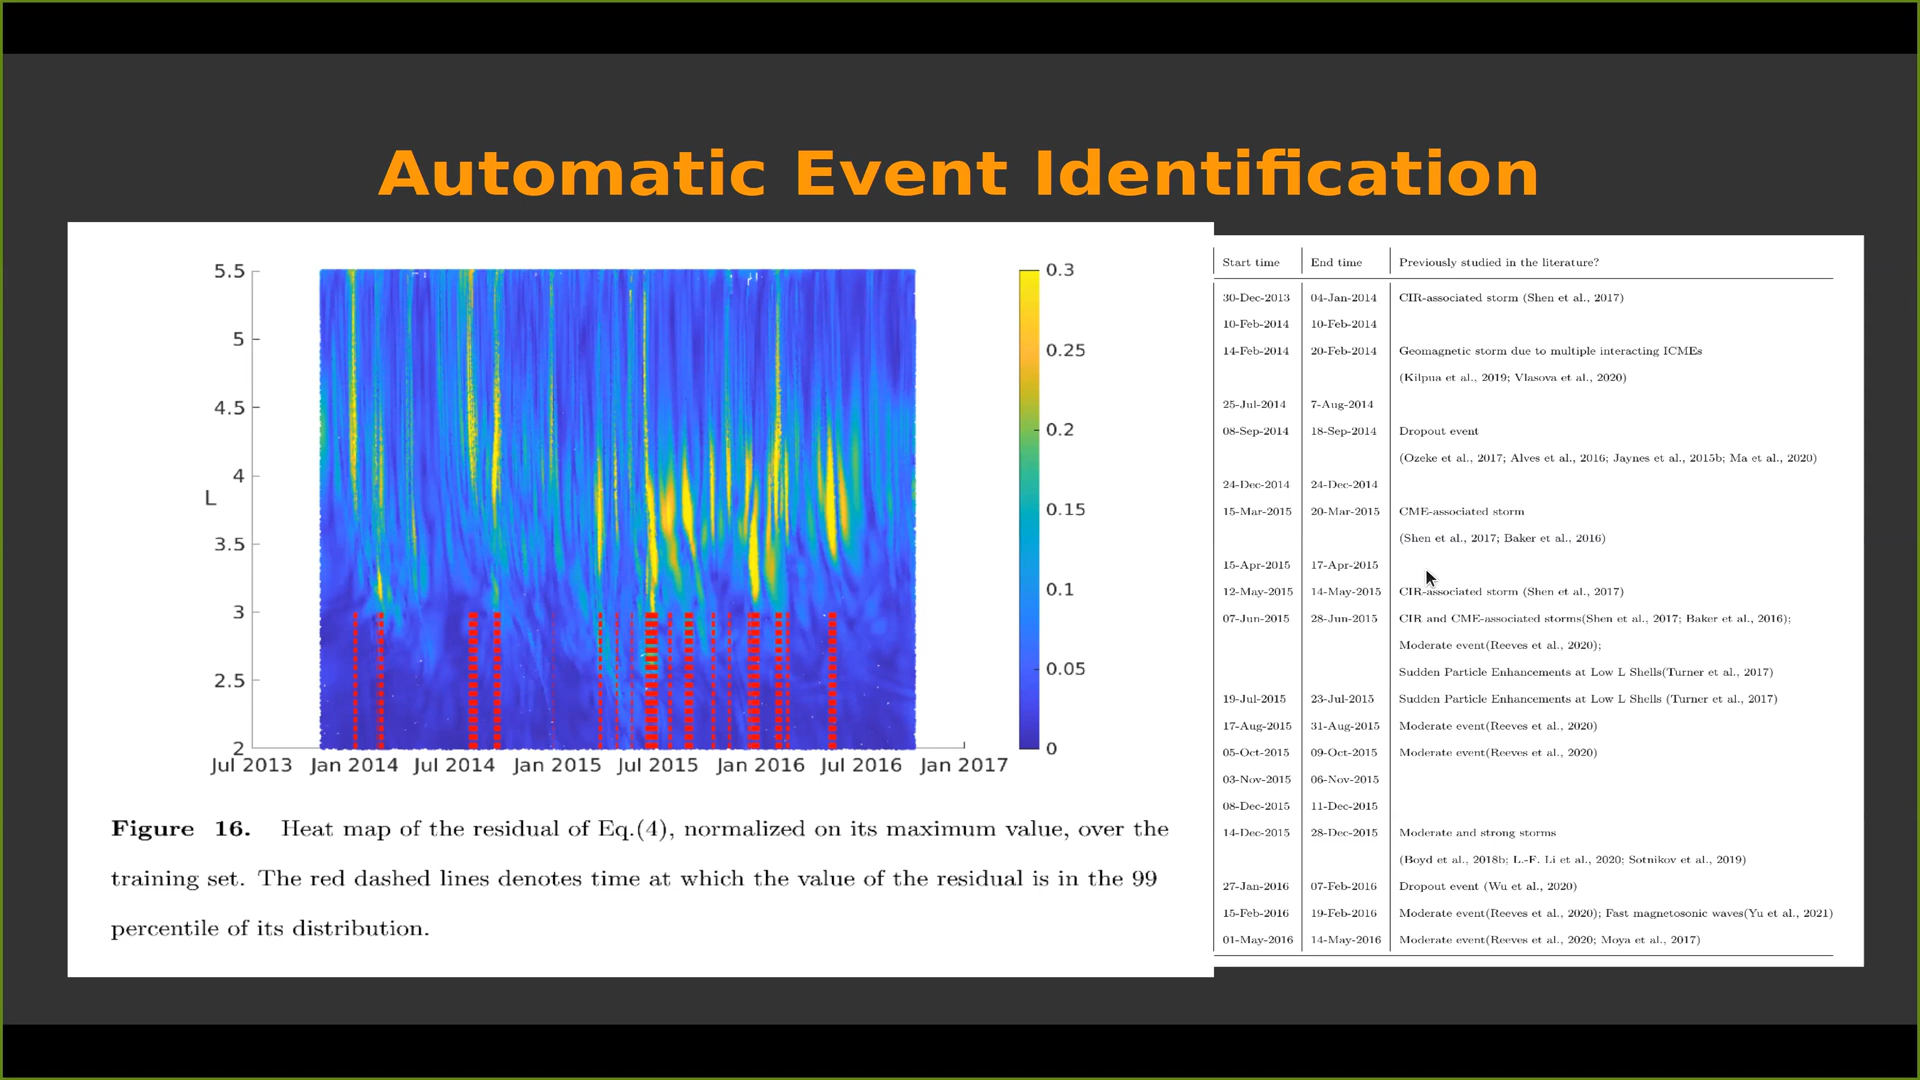 Automatic Event Identification
5.5
5
4.5
4
L
3.5
3
2.5
2
Jul 2013 Jan 2014 Jul 2014 Jan 2015 Jul 2015 Jan 2016 Jul 2016 Jan 2017
0.3
0.25
0.2
0.15
0.1
0.05
0
Figure 16. Heat map of the residual of Eq.(4), normalized on its maximum value, over the
training set. The red dashed lines denotes time at which the value of the residual is in the 99
percentile of its distribution.
Start time End time Previously studied in the literature?
30-Dec-2013 04-Jan-2014 CIR-associated storm (Shen et al., 2017)
10-Feb-2014 10-Feb-2014
14-Feb-2014 20-Feb-2014 Geomagnetic storm due to multiple interacting ICMEs
(Kilpua et al., 2019; Vlasova et al., 2020)
25-Jul-2014 7-Aug-2014
08-Sep-2014 18-Sep-2014 Dropout event
(Ozeke et al., 2017; Alves et al., 2016; Jaynes et al., 2015b; Ma et al., 2020)
24-Dec-2014 24-Dec-2014
15-Mar-2015 20-Mar-2015 CME-associated storm
(Shen et al., 2017; Baker et al., 2016)
15-Apr-2015 17-Apr-2015
12-May-2015 14-May-2015 CIR-associated storm (Shen et al., 2017)
07-Jun-2015 28-Jun-2015 CIR and CME-associated storms(Shen et al., 2017; Baker et al., 2016);
Moderate event(Reeves et al., 2020);
Sudden Particle Enhancements at Low L Shells(Turner et al., 2017)
19-Jul-2015 23-Jul-2015 Sudden Particle Enhancements at Low L Shells (Turner et al., 2017)
17-Aug-2015 31-Aug-2015 Moderate event(Reeves et al., 2020)
05-Oct-2015 09-Oct-2015 Moderate event(Reeves et al., 2020)
03-Nov-2015 06-Nov-2015
08-Dec-2015 11-Dec-2015
14-Dec-2015 28-Dec-2015 Moderate and strong storms
(Boyd et al., 2018b; L.-F. Li et al., 2020; Sotnikov et al., 2019)
27-Jan-2016 07-Feb-2016 Dropout event (Wu et al., 2020)
15-Feb-2016 19-Feb-2016 Moderate event(Reeves et al., 2020); Fast magnetosonic waves(Yu et al., 2021)
01-May-2016 14-May-2016 Moderate event(Reeves et al., 2020; Moya et al., 2017)